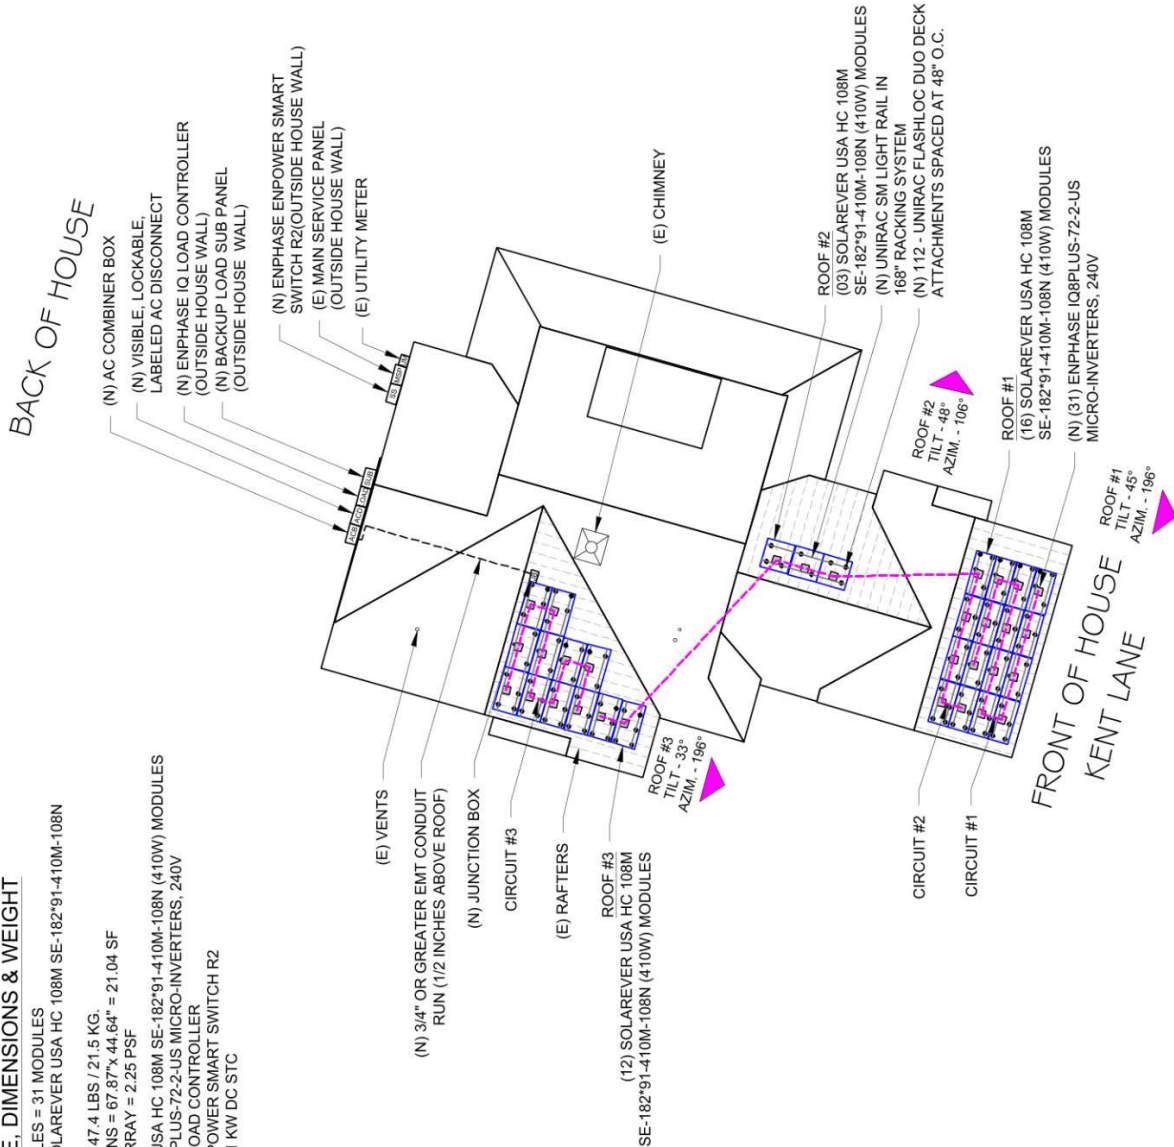 E, DIMENSIONS & WEIGHT
LES = 31 MODULES
OLAREVER USA HC 108M SE-182*91-410M-108N
47.4 LBS / 21.5 KG.
NS = 67.87"x 44.64" = 21.04 SF
RRAY = 2.25 PSF
USA HC 108M SE-182*91-410M-108N (410W) MODULES
PLUS-72-2-US MICRO-INVERTERS, 240V
OAD CONTROLLER
POWER SMART SWITCH R2
KW DC STC
BACK OF HOUSE
(N) AC COMBINER BOX
(N) VISIBLE, LOCKABLE,
LABELED AC DISCONNECT
(N) ENPHASE IQ LOAD CONTROLLER
(OUTSIDE HOUSE WALL)
(N) BACKUP LOAD SUB PANEL
(OUTSIDE HOUSE WALL)
(N) ENPHASE ENPOWER SMART
SWITCH R2(OUTSIDE HOUSE WALL)
(E) MAIN SERVICE PANEL
(OUTSIDE HOUSE WALL)
(E) UTILITY METER
ACB
ACD
LOAD
SUB
SS
MSP
(E) CHIMNEY
(E) VENTS
(N) 3/4" OR GREATER EMT CONDUIT
RUN (1/2 INCHES ABOVE ROOF)
(N) JUNCTION BOX
CIRCUIT #3
(E) RAFTERS
ROOF #3
(12) SOLAREVER USA HC 108M
SE-182*91-410M-108N (410W) MODULES
ROOF #3
TILT - 33°
AZIM. - 196°
ROOF #2
(03) SOLAREVER USA HC 108M
SE-182*91-410M-108N (410W) MODULES
(N) UNIRAC SM LIGHT RAIL IN
168" RACKING SYSTEM
(N) 112 - UNIRAC FLASHLOC DUO DECK
ATTACHMENTS SPACED AT 48" O.C.
ROOF #2
TILT - 48°
AZIM. - 106°
ROOF #1
(16) SOLAREVER USA HC 108M
SE-182*91-410M-108N (410W) MODULES
(N) (31) ENPHASE IQ8PLUS-72-2-US
MICRO-INVERTERS, 240V
ROOF #1
TILT - 45°
AZIM. - 196°
CIRCUIT #2
CIRCUIT #1
FRONT OF HOUSE
KENT LANE